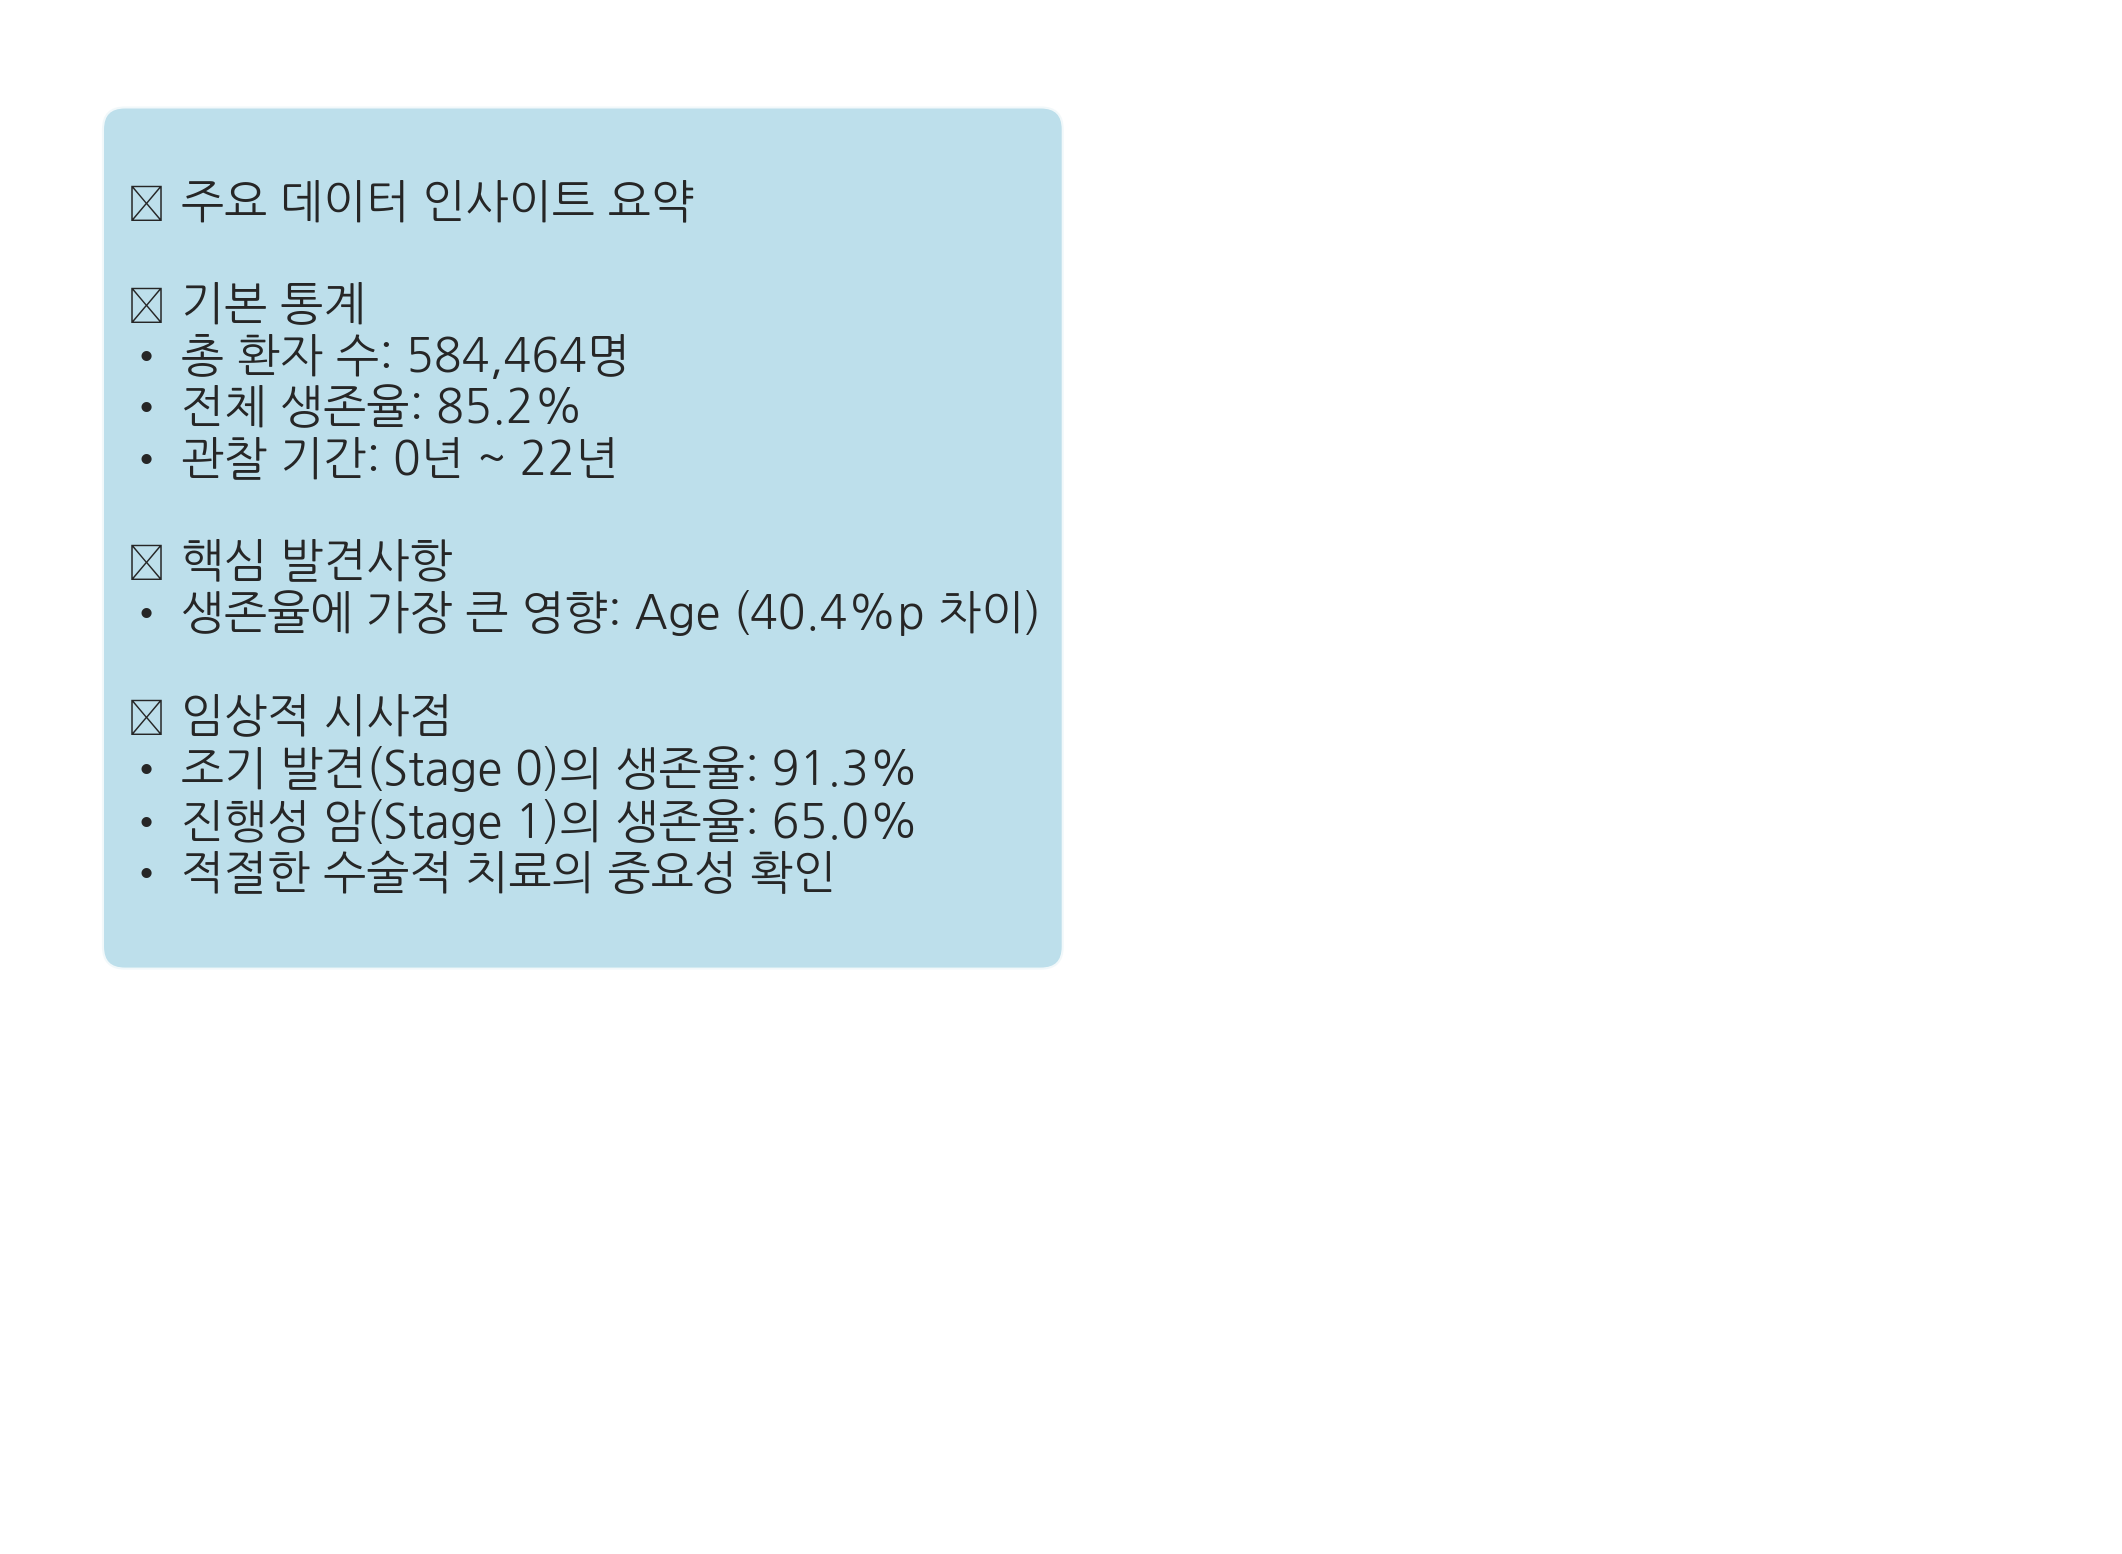 주요 데이터 인사이트 요약
기본 통계
• 총 환자 수: 584,464명
• 전체 생존율: 85.2%
• 관찰 기간: 0년 ~ 22년
핵심 발견사항
• 생존율에 가장 큰 영향: Age (40.4%p 차이)
임상적 시사점
• 조기 발견(Stage 0)의 생존율: 91.3%
• 진행성 암(Stage 1)의 생존율: 65.0%
• 적절한 수술적 치료의 중요성 확인